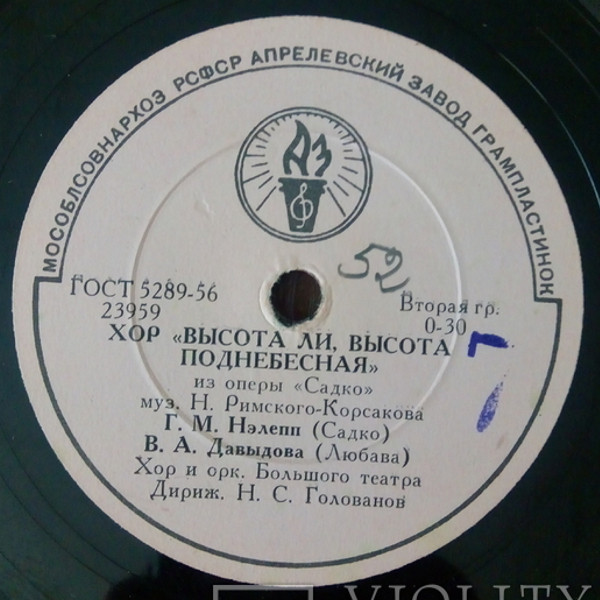 МОСОБЛСОВНАРХОЗ РСФСР АПРЕЛЕВСКИЙ ЗАВОД ГРАМПЛАСТИНОК
АЗ
52
ГОСТ 5289-56
23959
Вторая гр.
0-30
ХОР «ВЫСОТА ЛИ, ВЫСОТА
ПОДНЕБЕСНАЯ»
из оперы «Садко»
муз. Н. Римского-Корсакова
Г. М. Нэлепп (Садко)
В. А. Давыдова (Любава)
Хор и орк. Большого театра
Дириж. Н. С. Голованов
VIOLITY